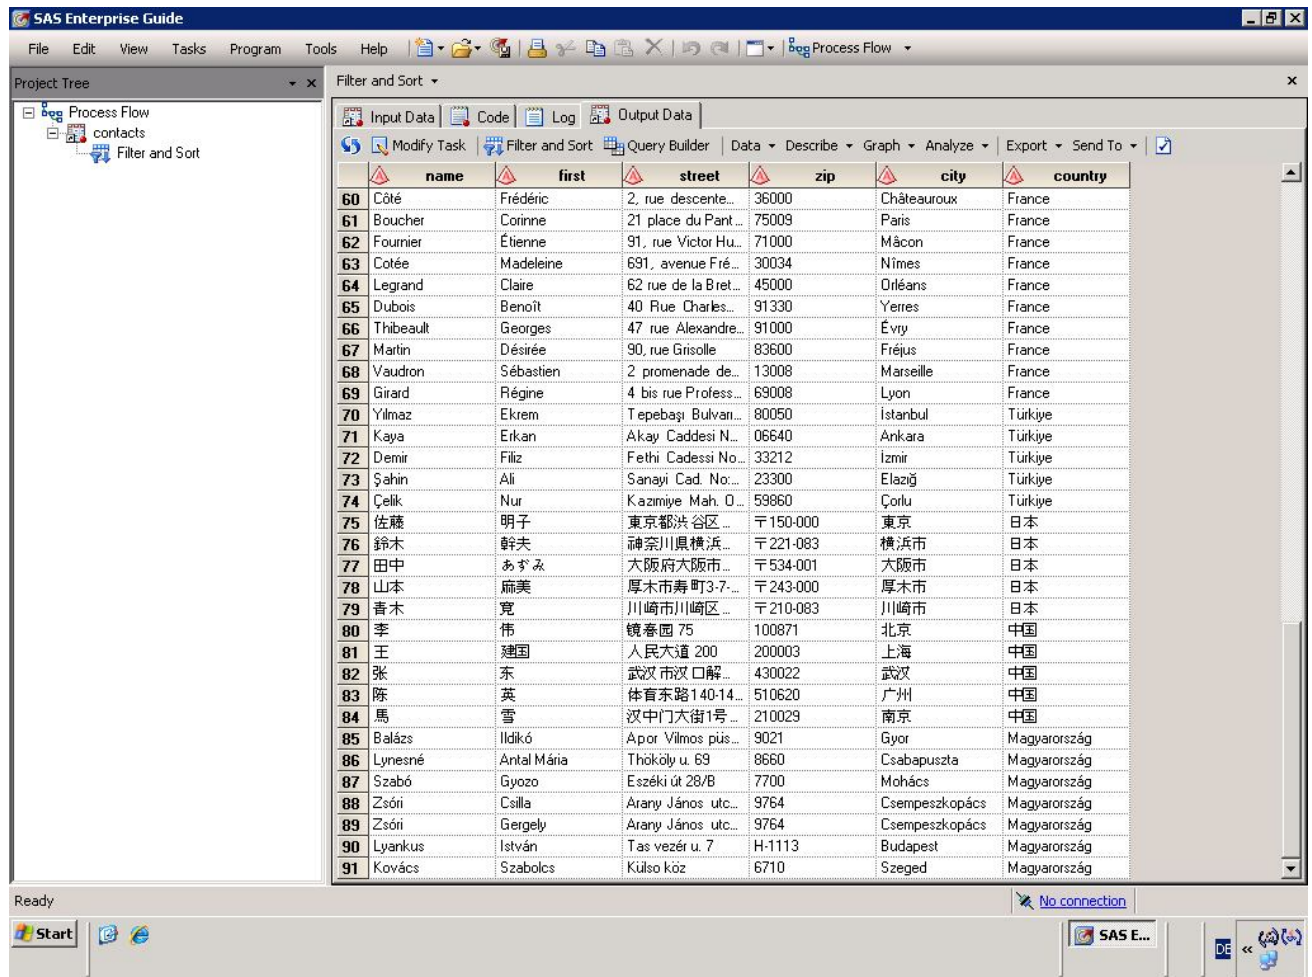 SAS Enterprise Guide
File Edit View Tasks Program Tools Help Process Flow
Project Tree
Process Flow
contacts
Filter and Sort
Filter and Sort
Input Data Code Log Output Data
Modify Task Filter and Sort Query Builder Data Describe Graph Analyze Export Send To
name first street zip city country
60 Côté Frédéric 2, rue descente... 36000 Châteauroux France
61 Boucher Corinne 21 place du Pant... 75009 Paris France
62 Fournier Étienne 91, rue Victor Hu... 71000 Mâcon France
63 Cotée Madeleine 691, avenue Fré... 30034 Nîmes France
64 Legrand Claire 62 rue de la Bret... 45000 Orléans France
65 Dubois Benoît 40 Rue Charles... 91330 Yerres France
66 Thibeault Georges 47 rue Alexandre... 91000 Évry France
67 Martin Désirée 90, rue Grisolle 83600 Fréjus France
68 Vaudron Sébastien 2 promenade de... 13008 Marseille France
69 Girard Régine 4 bis rue Profess... 69008 Lyon France
70 Yılmaz Ekrem Tepebaşı Bulvarı... 80050 İstanbul Türkiye
71 Kaya Erkan Akay Caddesi N... 06640 Ankara Türkiye
72 Demir Filiz Fethi Cadessi No... 33212 İzmir Türkiye
73 Şahin Ali Sanayi Cad. No:... 23300 Elazığ Türkiye
74 Çelik Nur Kazımiye Mah. O... 59860 Çorlu Türkiye
75 佐藤 明子 東京都渋谷区... 〒150-000 東京 日本
76 鈴木 幹夫 神奈川県横浜... 〒221-083 横浜市 日本
77 田中 あずみ 大阪府大阪市... 〒534-001 大阪市 日本
78 山本 麻美 厚木市寿町3-7-... 〒243-000 厚木市 日本
79 青木 寛 川崎市川崎区... 〒210-083 川崎市 日本
80 李 伟 镜春园 75 100871 北京 中国
81 王 建国 人民大道 200 200003 上海 中国
82 张 东 武汉市汉口解... 430022 武汉 中国
83 陈 英 体育东路140-14... 510620 广州 中国
84 馬 雪 汉中门大街1号... 210029 南京 中国
85 Balázs Ildikó Apor Vilmos püs... 9021 Gyor Magyarország
86 Lynesné Antal Mária Thököly u. 69 8660 Csabapuszta Magyarország
87 Szabó Gyozo Eszéki út 28/B 7700 Mohács Magyarország
88 Zsóri Csilla Arany János utc... 9764 Csempeszkopács Magyarország
89 Zsóri Gergely Arany János utc... 9764 Csempeszkopács Magyarország
90 Lyankus István Tas vezér u. 7 H-1113 Budapest Magyarország
91 Kovács Szabolcs Külso köz 6710 Szeged Magyarország
Ready No connection
Start SAS E... DE